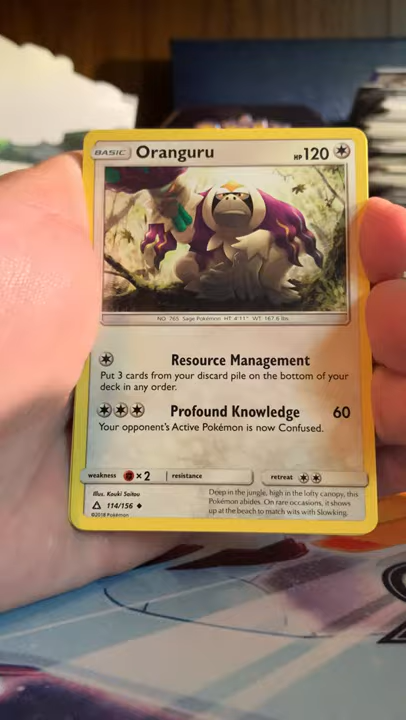 BASIC Oranguru HP 120
NO. 765 Sage Pokémon HT: 4'11" WT: 167.6 lbs.
Resource Management
Put 3 cards from your discard pile on the bottom of your
deck in any order.
Profound Knowledge 60
Your opponent's Active Pokémon is now Confused.
weakness ×2 resistance retreat
Illus. Kouki Saitou
114/156
©2018 Pokémon
Deep in the jungle, high in the lofty canopy, this
Pokémon abides. On rare occasions, it shows
up at the beach to match wits with Slowking.